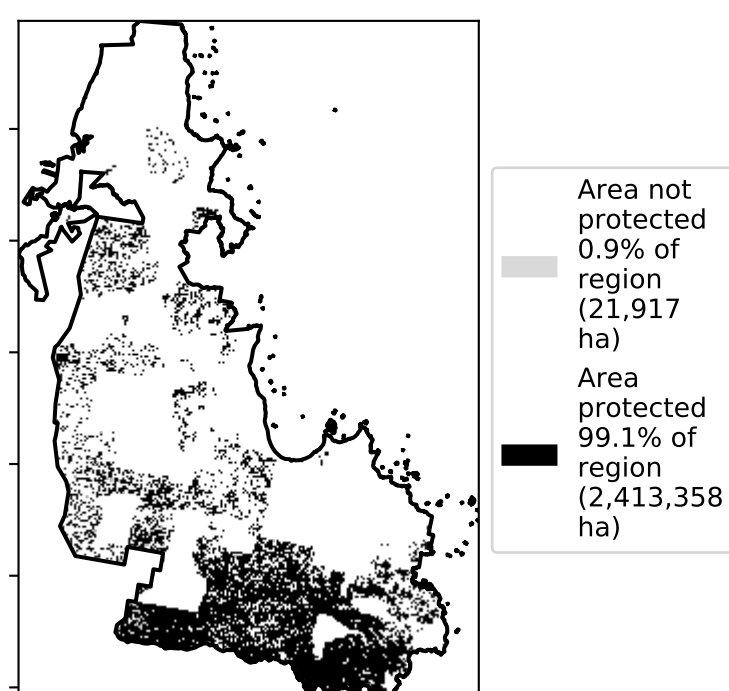 Area not
protected
0.9% of
region
(21,917
ha)
Area
protected
99.1% of
region
(2,413,358
ha)